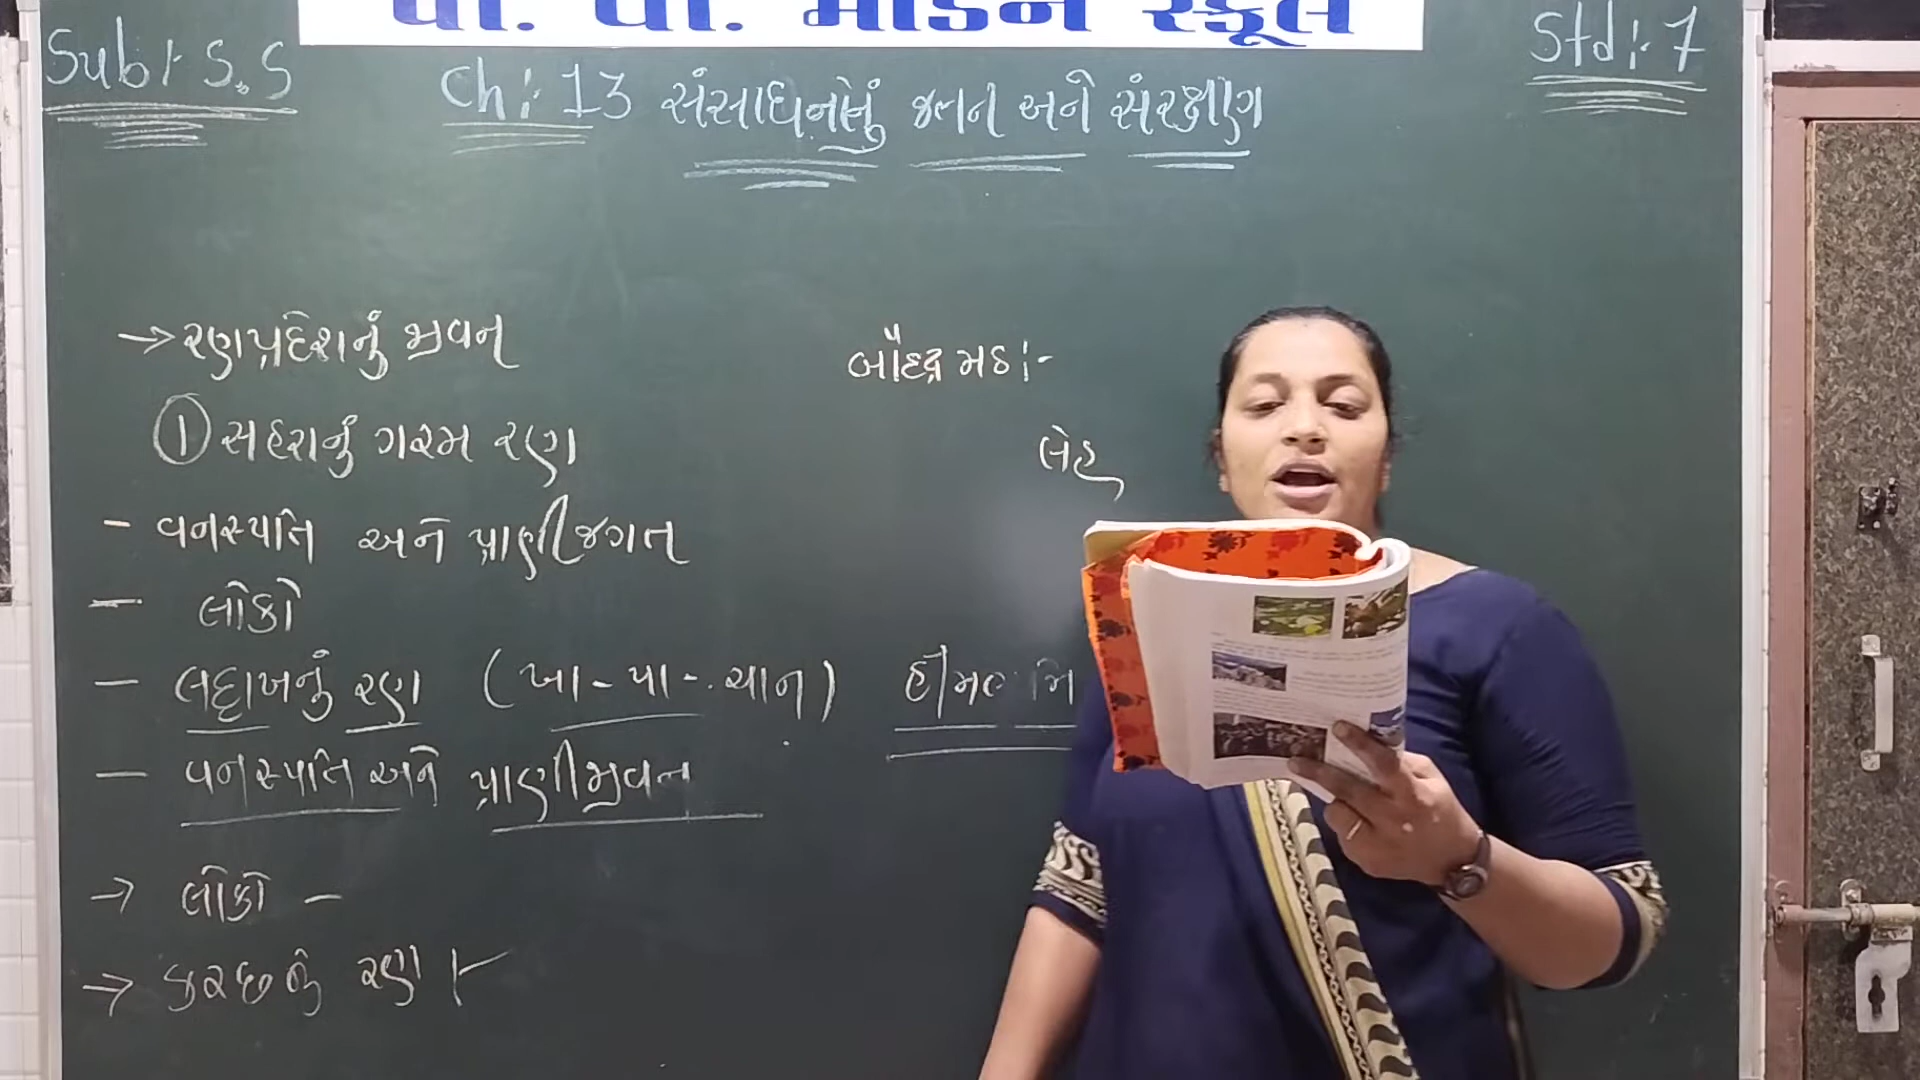 પી. પી. માડર્ન સ્કૂલ
Sub:- S.S
Std:- 7
Ch:- 13 સંસાધનોનું જતન અને સંરક્ષણ
→ રણપ્રદેશનું જીવન
① સહરાનું ગરમ રણ
- વનસ્પતિ અને પ્રાણીજગત
- લોકો
- લદ્દાખનું રણ (ખા-પા-ચાન)
- વનસ્પતિ અને પ્રાણીજીવન
→ લોકો -
→ કચ્છનું રણ :-
બૌદ્ધ મઠ :-
લેહ